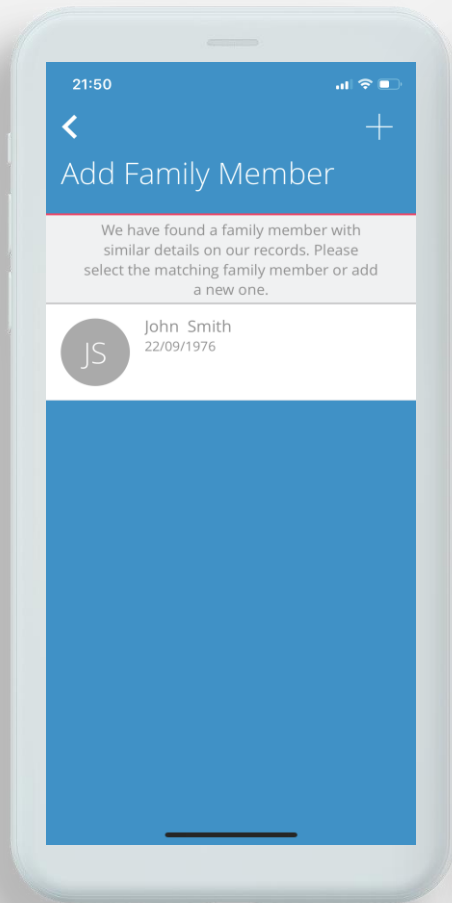 21:50
Add Family Member
We have found a family member with
similar details on our records. Please
select the matching family member or add
a new one.
JS
John Smith
22/09/1976